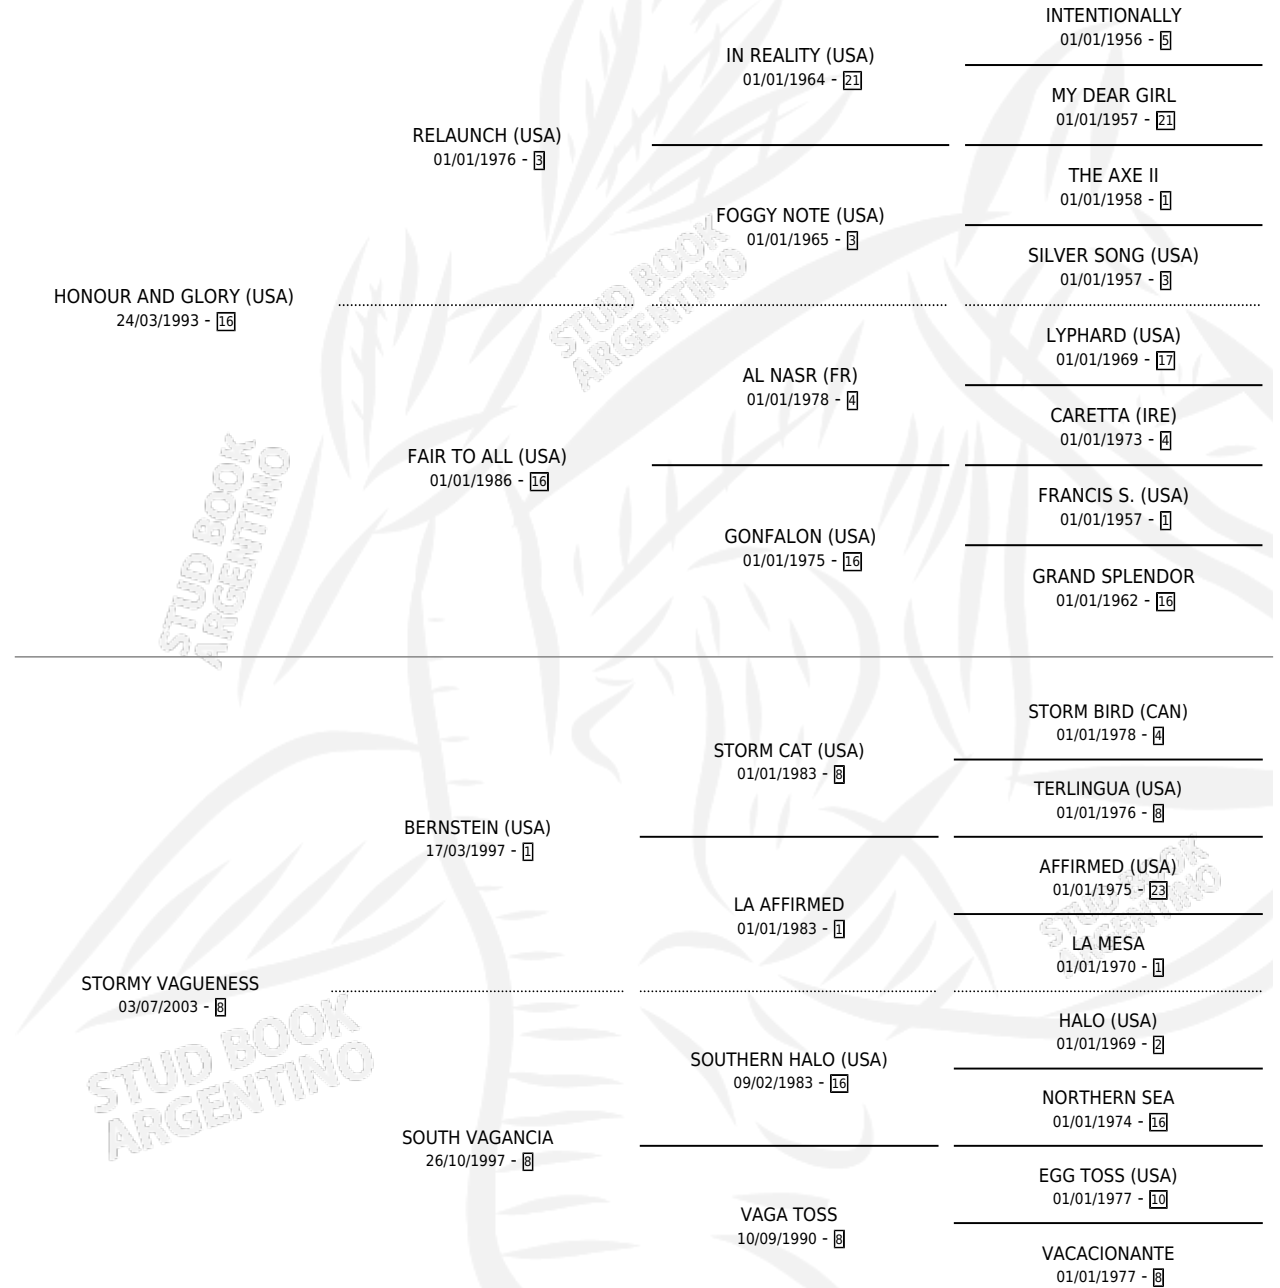 INTENTIONALLY
01/01/1956 - 5
IN REALITY (USA)
01/01/1964 - 21
MY DEAR GIRL
01/01/1957 - 21
RELAUNCH (USA)
01/01/1976 - 3
THE AXE II
01/01/1958 - 1
FOGGY NOTE (USA)
01/01/1965 - 3
SILVER SONG (USA)
01/01/1957 - 3
HONOUR AND GLORY (USA)
24/03/1993 - 16
LYPHARD (USA)
01/01/1969 - 17
AL NASR (FR)
01/01/1978 - 4
CARETTA (IRE)
01/01/1973 - 4
FAIR TO ALL (USA)
01/01/1986 - 16
FRANCIS S. (USA)
01/01/1957 - 1
GONFALON (USA)
01/01/1975 - 16
GRAND SPLENDOR
01/01/1962 - 16
STORM BIRD (CAN)
01/01/1978 - 4
STORM CAT (USA)
01/01/1983 - 8
TERLINGUA (USA)
01/01/1976 - 8
BERNSTEIN (USA)
17/03/1997 - 1
AFFIRMED (USA)
01/01/1975 - 23
LA AFFIRMED
01/01/1983 - 1
LA MESA
01/01/1970 - 1
STORMY VAGUENESS
03/07/2003 - 8
HALO (USA)
01/01/1969 - 2
SOUTHERN HALO (USA)
09/02/1983 - 16
NORTHERN SEA
01/01/1974 - 16
SOUTH VAGANCIA
26/10/1997 - 8
EGG TOSS (USA)
01/01/1977 - 10
VAGA TOSS
10/09/1990 - 8
VACACIONANTE
01/01/1977 - 8
STUD BOOK
ARGENTINO
STUD BOOK
ARGENTINO
STUD BOOK
ARGENTINO
STUD BOOK
ARGENTINO